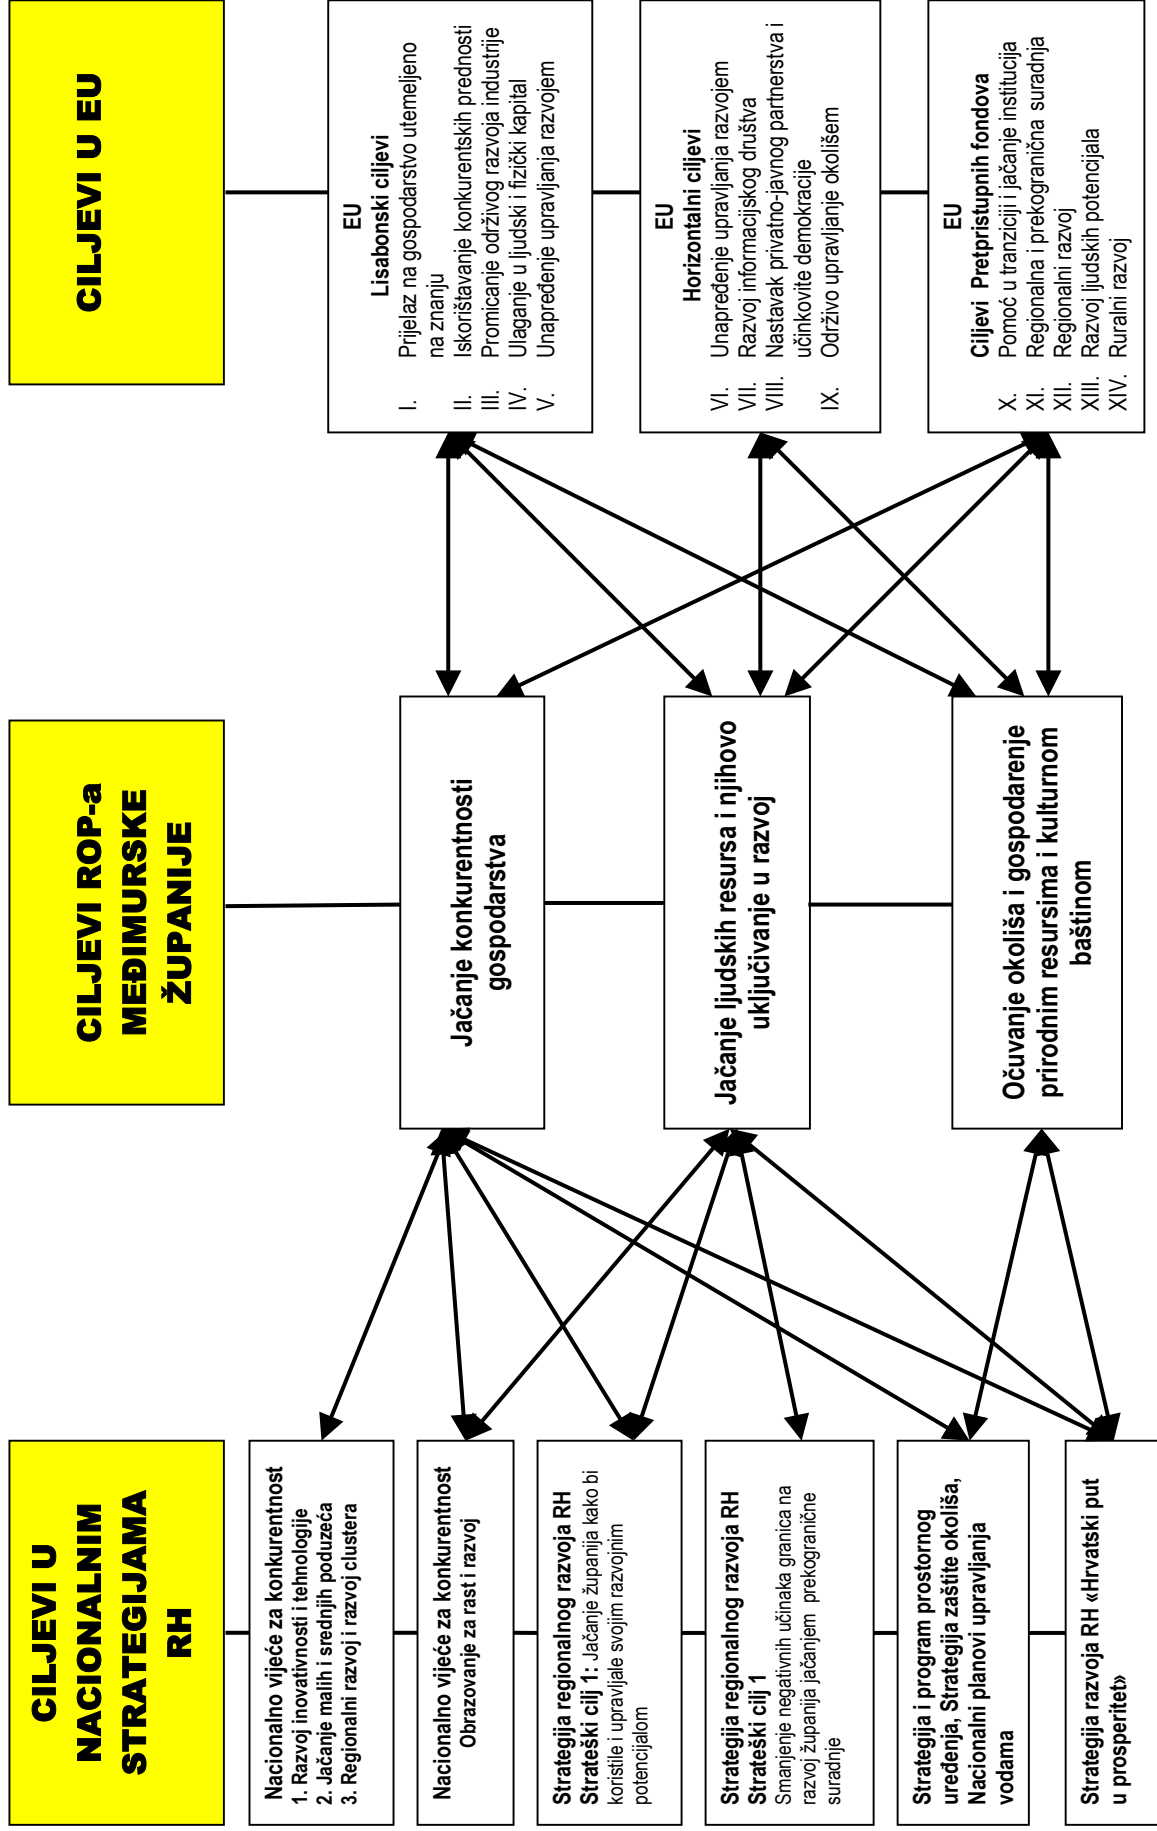 CILJEVI U
NACIONALNIM
STRATEGIJAMA
RH
Nacionalno vijeće za konkurentnost
1. Razvoj inovativnosti i tehnologije
2. Jačanje malih i srednjih poduzeća
3. Regionalni razvoj i razvoj clustera
Nacionalno vijeće za konkurentnost
Obrazovanje za rast i razvoj
Strategija regionalnog razvoja RH
Strateški cilj 1: Jačanje županija kako bi
koristile i upravljale svojim razvojnim
potencijalom
Strategija regionalnog razvoja RH
Strateški cilj 1
Smanjenje negativnih učinaka granica na
razvoj županija jačanjem prekogranične
suradnje
Strategija i program prostornog
uređenja, Strategija zaštite okoliša,
Nacionalni planovi upravljanja
vodama
Strategija razvoja RH «Hrvatski put
u prosperitet»
CILJEVI ROP-a
MEĐIMURSKE
ŽUPANIJE
Jačanje konkurentnosti
gospodarstva
Jačanje ljudskih resursa i njihovo
uključivanje u razvoj
Očuvanje okoliša i gospodarenje
prirodnim resursima i kulturnom
baštinom
CILJEVI U EU
EU
Lisabonski ciljevi
I. Prijelaz na gospodarstvo utemeljeno
na znanju
II. Iskorištavanje konkurentskih prednosti
III. Promicanje održivog razvoja industrije
IV. Ulaganje u ljudski i fizički kapital
V. Unapređenje upravljanja razvojem
EU
Horizontalni ciljevi
VI. Unapređenje upravljanja razvojem
VII. Razvoj informacijskog društva
VIII. Nastavak privatno-javnog partnerstva i
učinkovite demokracije
IX. Održivo upravljanje okolišem
EU
Ciljevi Pretpristupnih fondova
X. Pomoć u tranziciji i jačanje institucija
XI. Regionalna i prekogranična suradnja
XII. Regionalni razvoj
XIII. Razvoj ljudskih potencijala
XIV. Ruralni razvoj